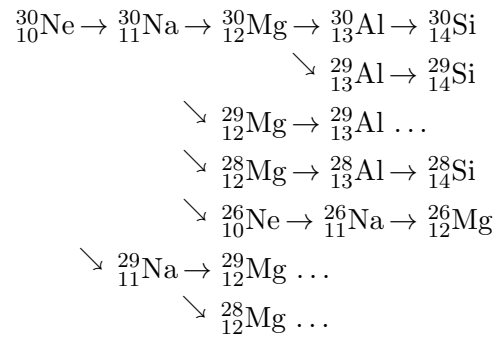 ³⁰₁₀Ne → ³⁰₁₁Na → ³⁰₁₂Mg → ³⁰₁₃Al → ³⁰₁₄Si
↘ ²⁹₁₃Al → ²⁹₁₄Si
↘ ²⁹₁₂Mg → ²⁹₁₃Al ...
↘ ²⁸₁₂Mg → ²⁸₁₃Al → ²⁸₁₄Si
↘ ²⁶₁₀Ne → ²⁶₁₁Na → ²⁶₁₂Mg
↘ ²⁹₁₁Na → ²⁹₁₂Mg ...
↘ ²⁸₁₂Mg ...